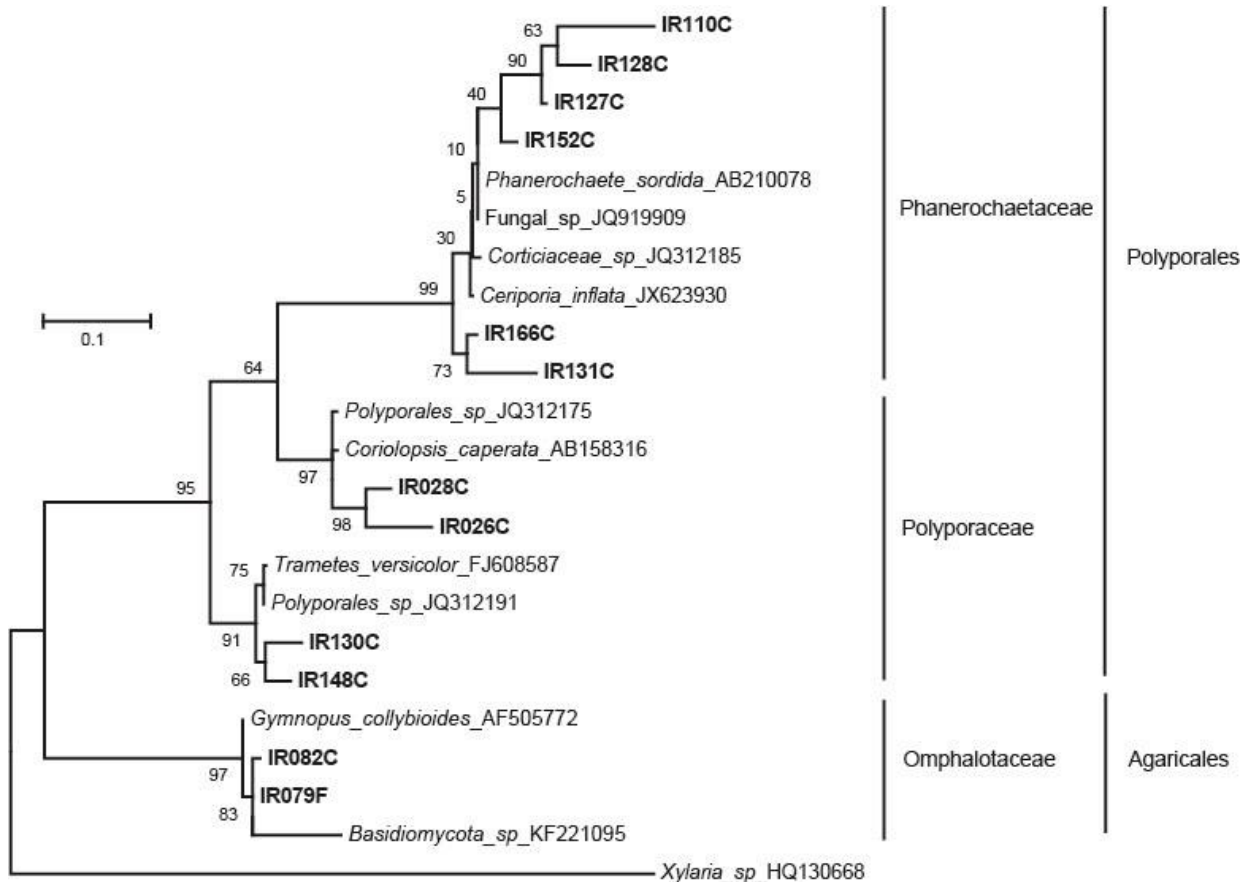 IR110C
63
IR128C
90
IR127C
40
IR152C
10
Phanerochaete_sordida_AB210078
5
Fungal_sp_JQ919909
Phanerochaetaceae
30
Corticiaceae_sp_JQ312185
Polyporales
99
Ceriporia_inflata_JX623930
0.1
IR166C
73
IR131C
64
Polyporales_sp_JQ312175
Coriolopsis_caperata_AB158316
97
IR028C
95
98
IR026C
Polyporaceae
Trametes_versicolor_FJ608587
75
Polyporales_sp_JQ312191
91
IR130C
66
IR148C
Gymnopus_collybioides_AF505772
IR082C
Omphalotaceae
Agaricales
97
IR079F
83
Basidiomycota_sp_KF221095
Xylaria_sp_HQ130668